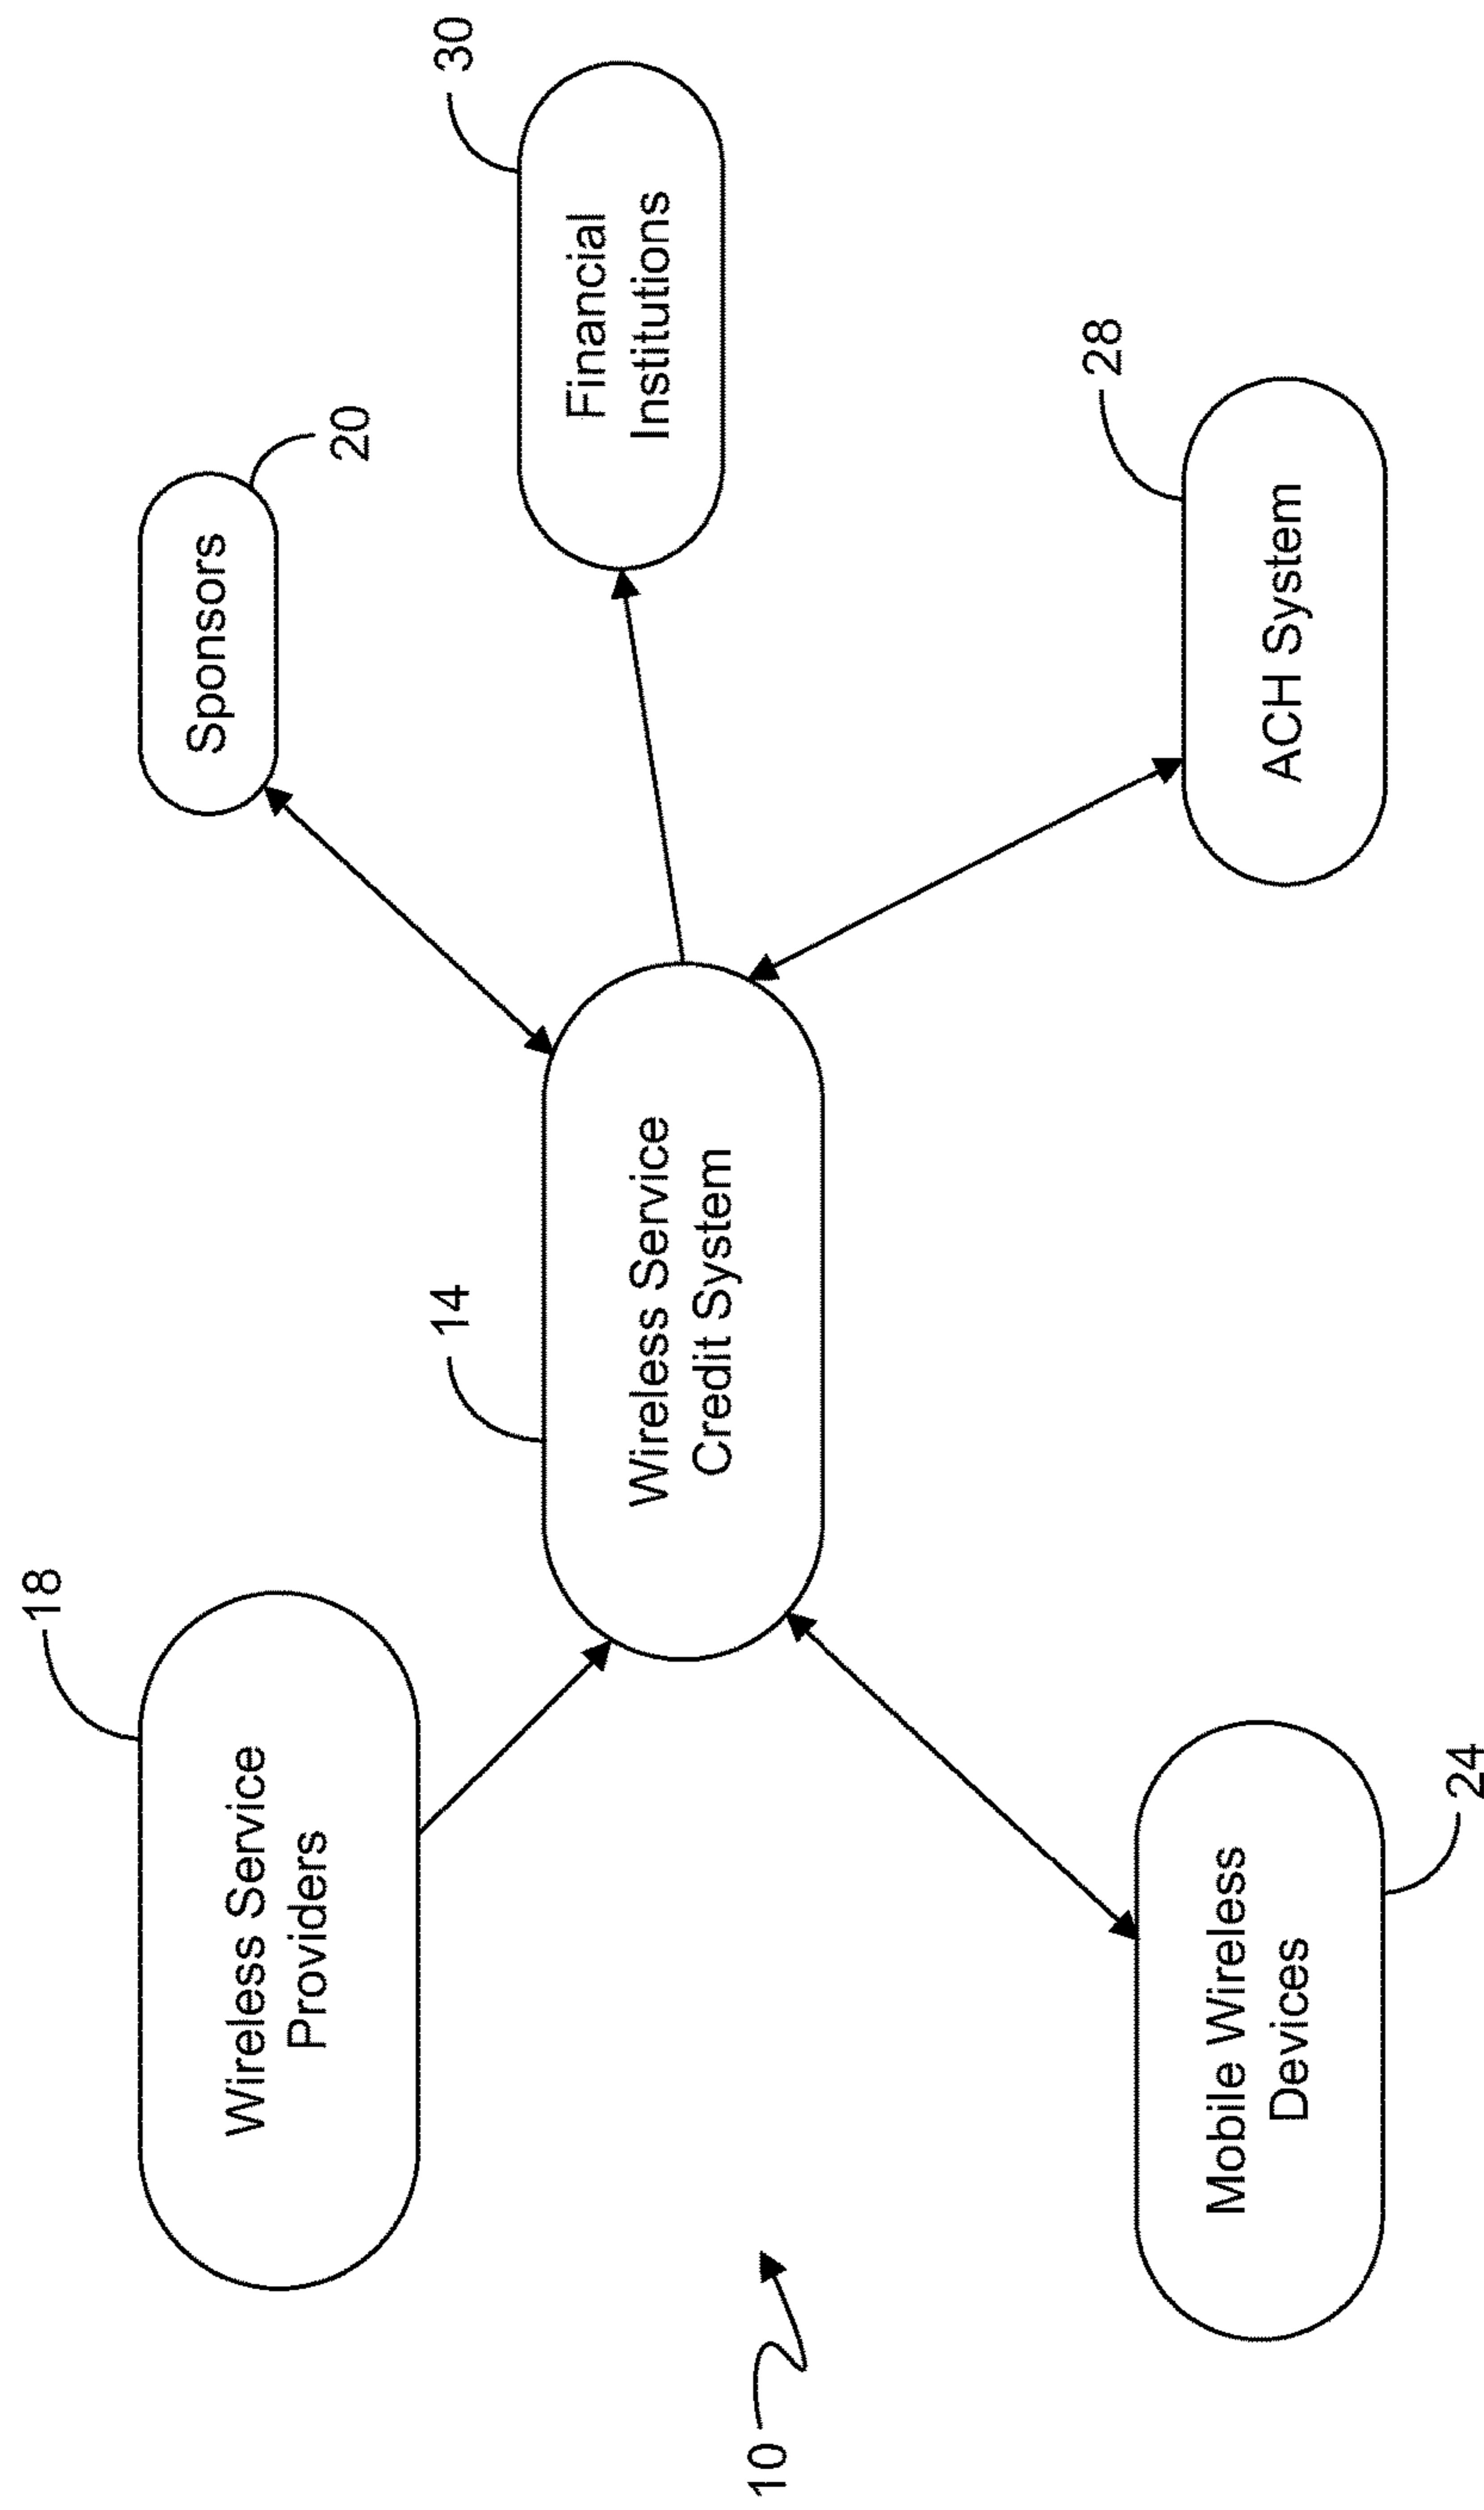 18
Wireless Service
Providers
20
Sponsors
14
Wireless Service
Credit System
30
Financial
Institutions
10
24
Mobile Wireless
Devices
28
ACH System